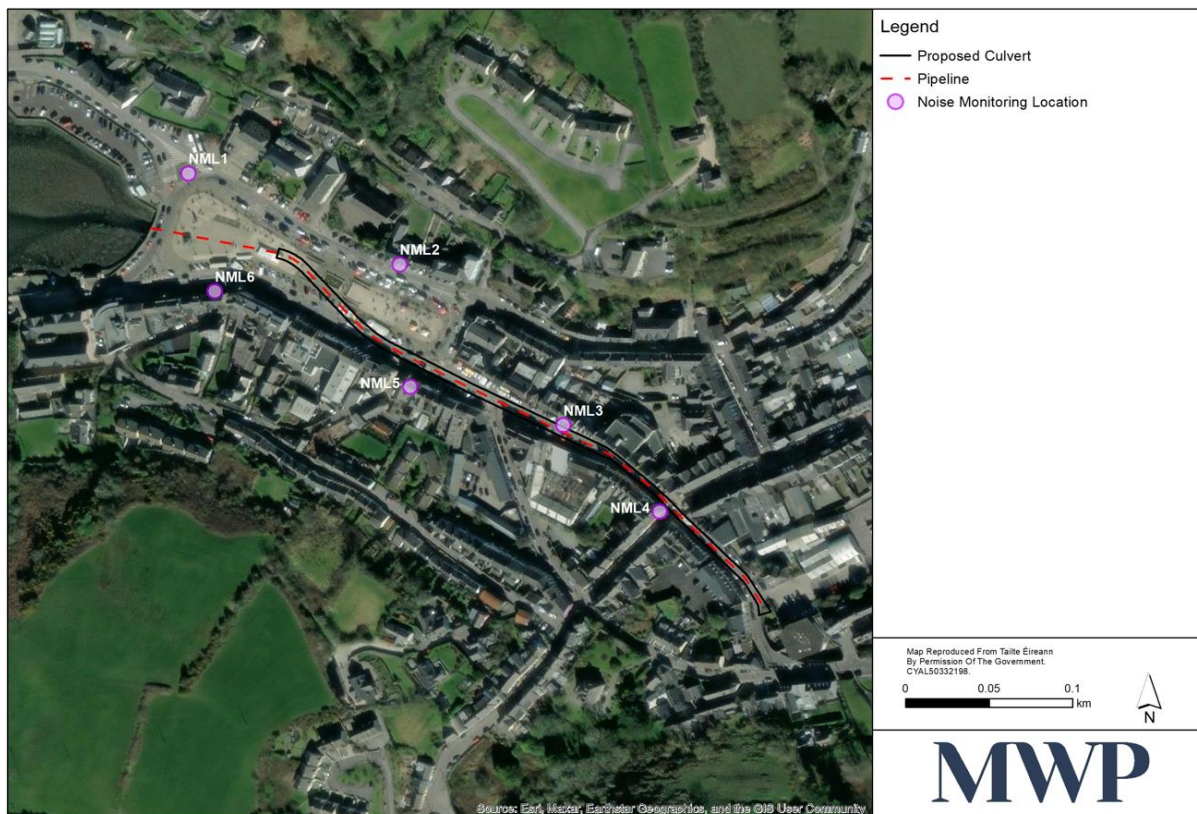 Legend
Proposed Culvert
Pipeline
Noise Monitoring Location
NML1
NML2
NML6
NML5
NML3
NML4
Map Reproduced From Tailte Éireann
By Permission Of The Government.
CYAL50332198.
0 0.05 0.1
km
N
MWP
Source: Esri, Maxar, Earthstar Geographics, and the GIS User Community